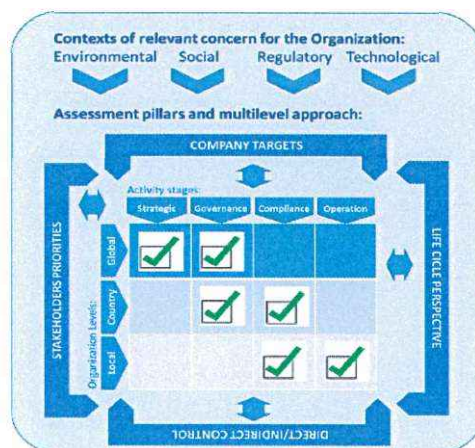 Contexts of relevant concern for the Organization:
Environmental Social Regulatory Technological
Assessment pillars and multilevel approach:
COMPANY TARGETS
Activity stages:
Strategic Governance Compliance Operation
STAKEHOLDERS PRIORITIES
Organization Levels:
Global
Country
Local
LIFE CICLE PERSPECTIVE
DIRECT/INDIRECT CONTROL